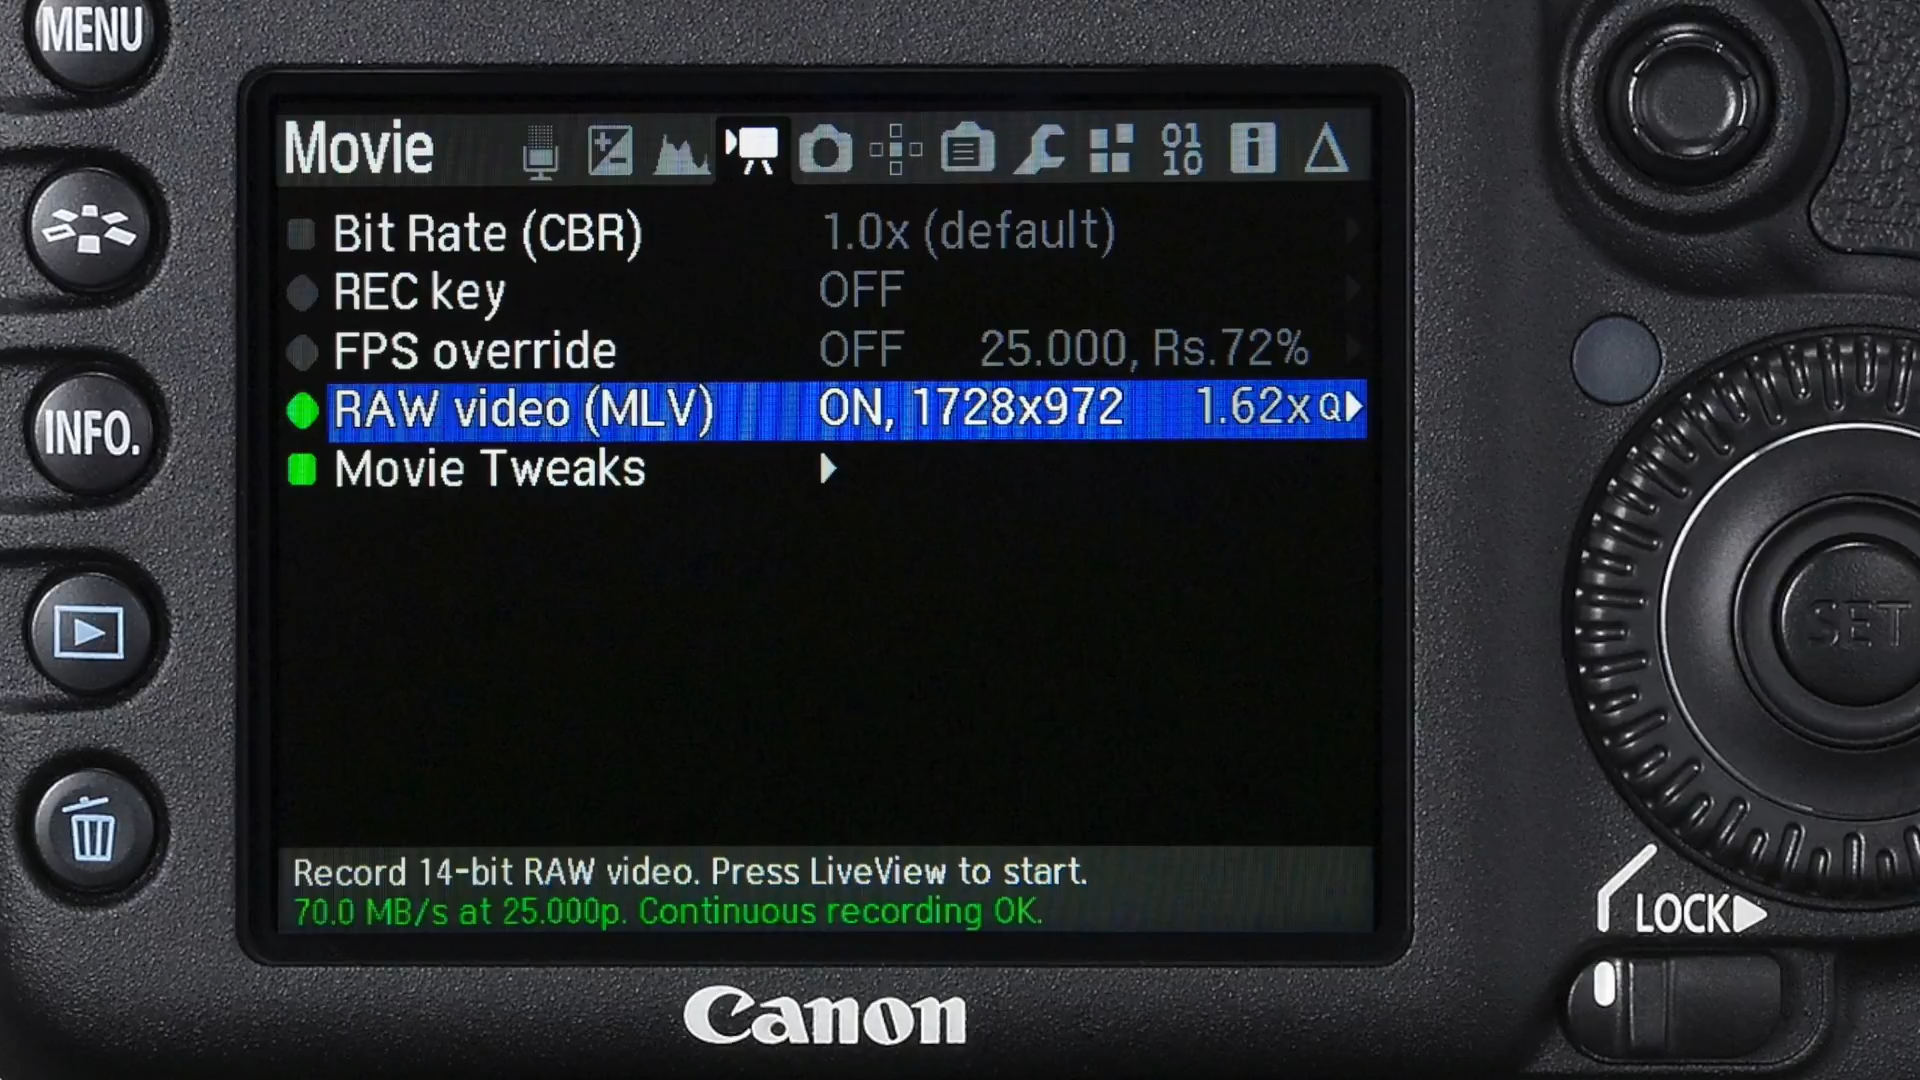 MENU
Movie
01
10
i
Bit Rate (CBR) 1.0x (default)
REC key OFF
FPS override OFF 25.000, Rs.72%
INFO.
RAW video (MLV) ON, 1728x972 1.62x Q
Movie Tweaks
SET
Record 14-bit RAW video. Press LiveView to start.
70.0 MB/s at 25.000p. Continuous recording OK.
LOCK
Canon